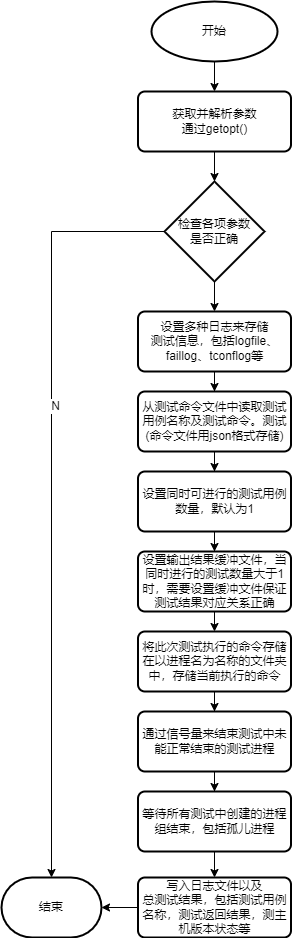 开始
获取并解析参数
通过getopt()
检查各项参数
是否正确
N
设置多种日志来存储
测试信息，包括logfile、
faillog、tconflog等
从测试命令文件中读取测试
用例名称及测试命令。测试
(命令文件用json格式存储)
设置同时可进行的测试用例
数量，默认为1
设置输出结果缓冲文件，当
同时进行的测试数量大于1
时，需要设置缓冲文件保证
测试结果对应关系正确
将此次测试执行的命令存储
在以进程名为名称的文件夹
中，存储当前执行的命令
通过信号量来结束测试中未
能正常结束的测试进程
等待所有测试中创建的进程
组结束，包括孤儿进程
写入日志文件以及
总测试结果，包括测试用例
名称，测试返回结果，测主
机版本状态等
结束